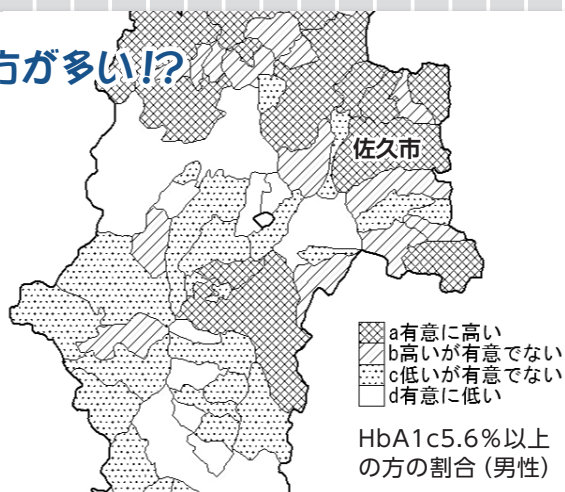 方が多い!?
佐久市
a有意に高い
b高いが有意でない
c低いが有意でない
d有意に低い
HbA1c5.6%以上
の方の割合(男性)